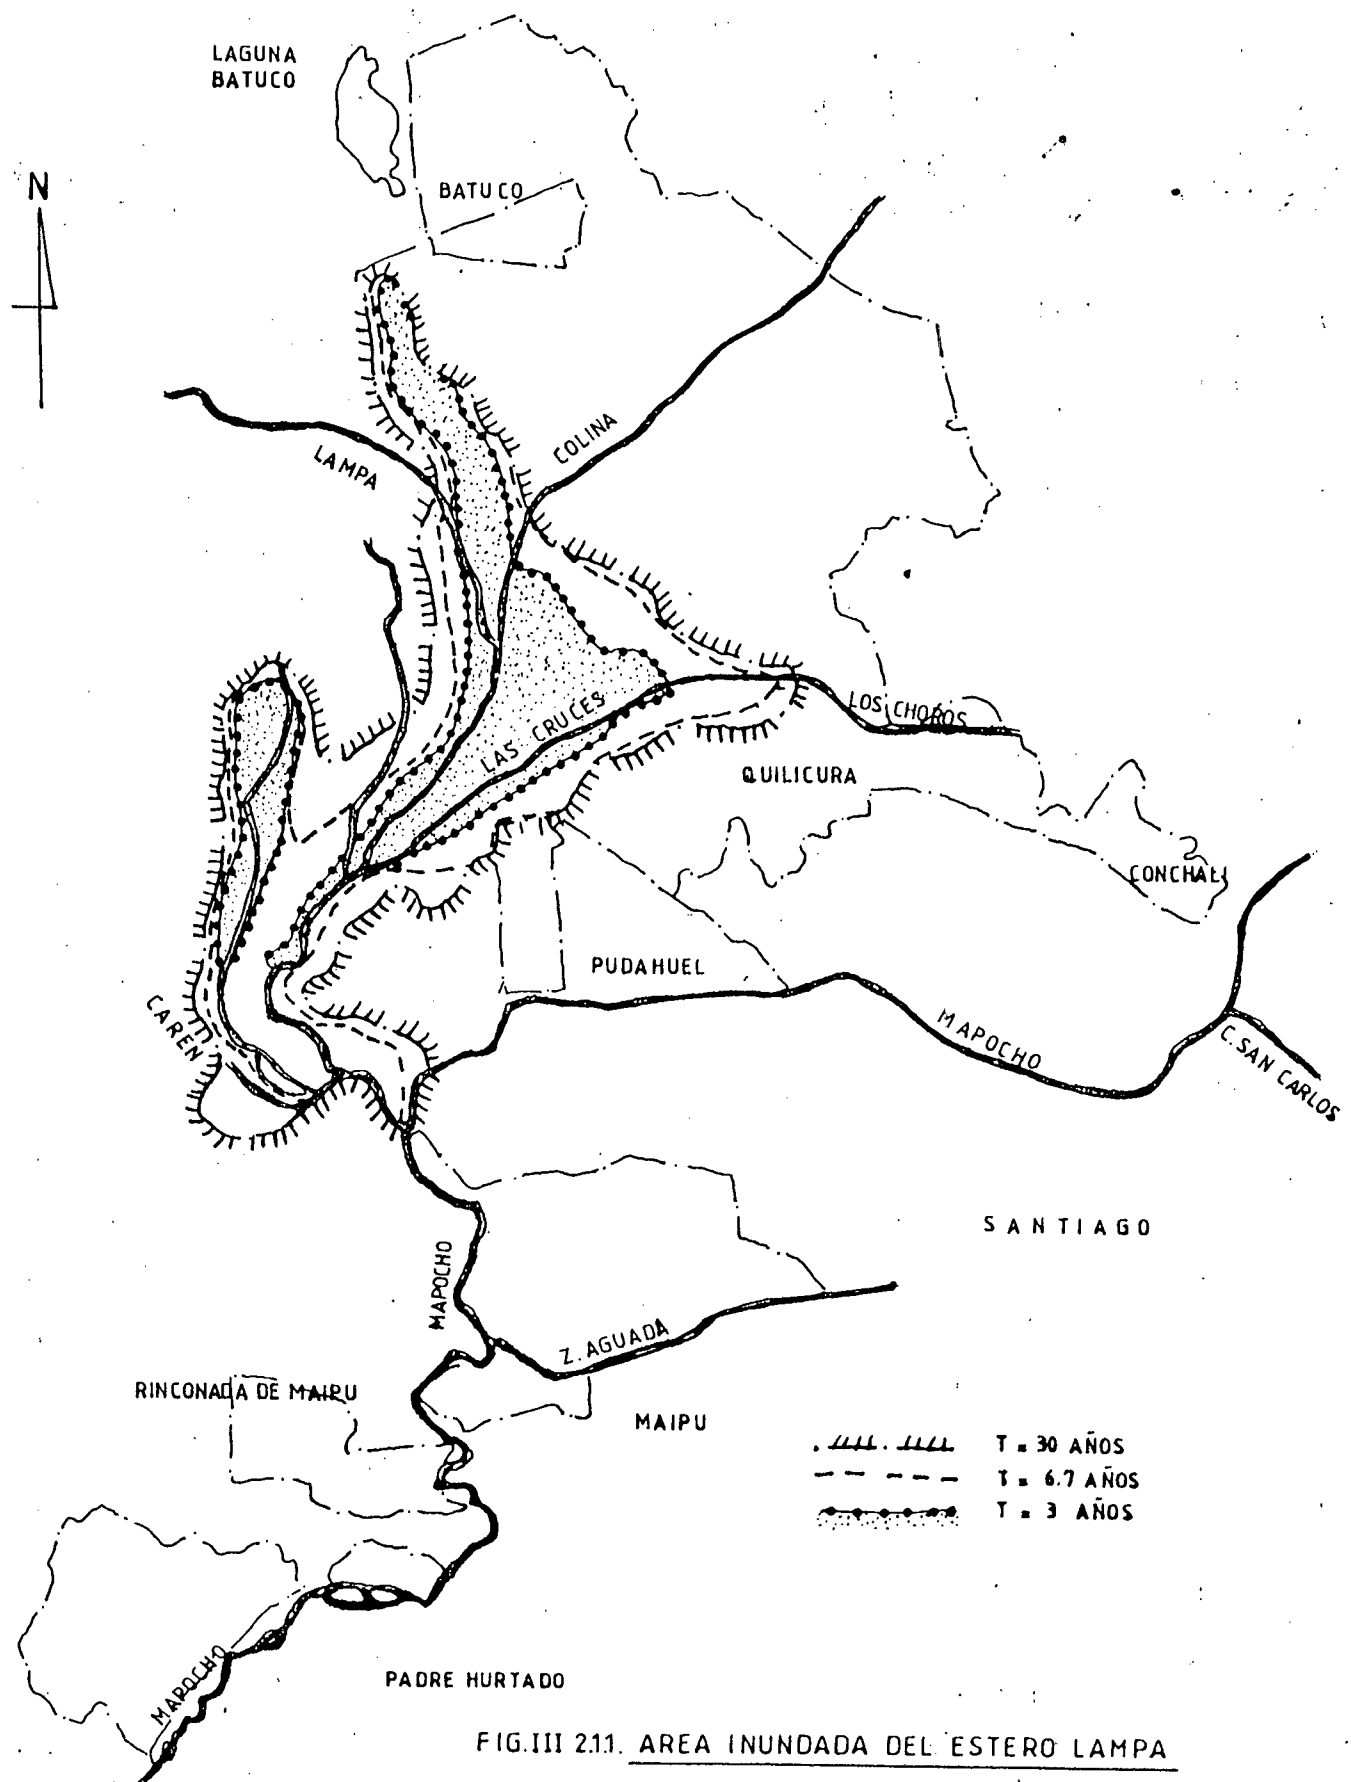 LAGUNA
BATUCO
N
BATUCO
COLINA
LAMPA
LAS CRUCES
LOS CHOROS
QUILICURA
CONCHALI
PUDAHUEL
CAREN
MAPOCHO
C. SAN CARLOS
SANTIAGO
MAPOCHO
Z. AGUADA
RINCONADA DE MAIPU
MAIPU
T = 30 AÑOS
T = 6.7 AÑOS
T = 3 AÑOS
MAPOCHO
PADRE HURTADO
FIG.III 2.1.1. AREA INUNDADA DEL ESTERO LAMPA